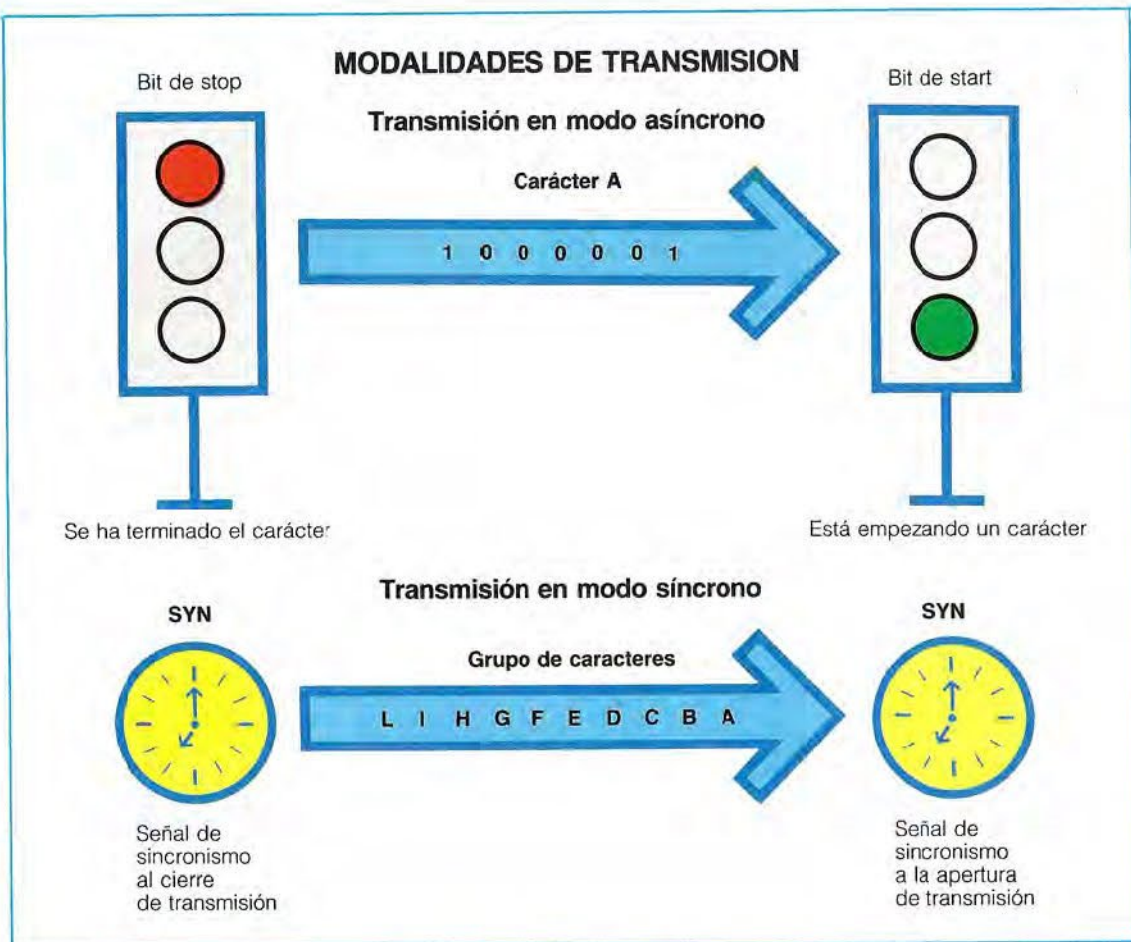 MODALIDADES DE TRANSMISION
Bit de stop
Bit de start
Transmisión en modo asíncrono
Carácter A
1 0 0 0 0 0 1
Se ha terminado el carácter
Está empezando un carácter
Transmisión en modo síncrono
SYN
SYN
Grupo de caracteres
L I H G F E D C B A
Señal de
sincronismo
al cierre
de transmisión
Señal de
sincronismo
a la apertura
de transmisión